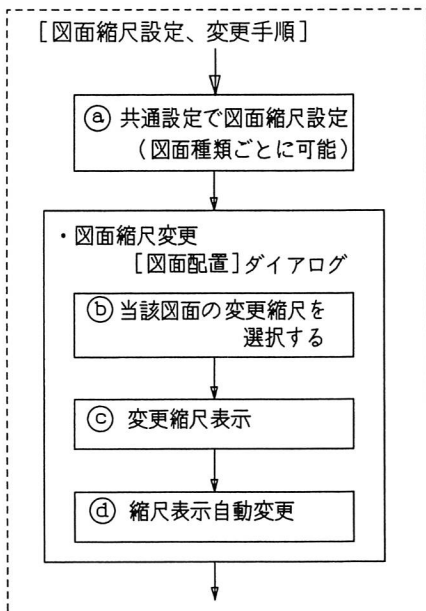 [図面縮尺設定、変更手順]
ⓐ 共通設定で図面縮尺設定
(図面種類ごとに可能)
・図面縮尺変更
[図面配置]ダイアログ
ⓑ 当該図面の変更縮尺を
選択する
ⓒ 変更縮尺表示
ⓓ 縮尺表示自動変更